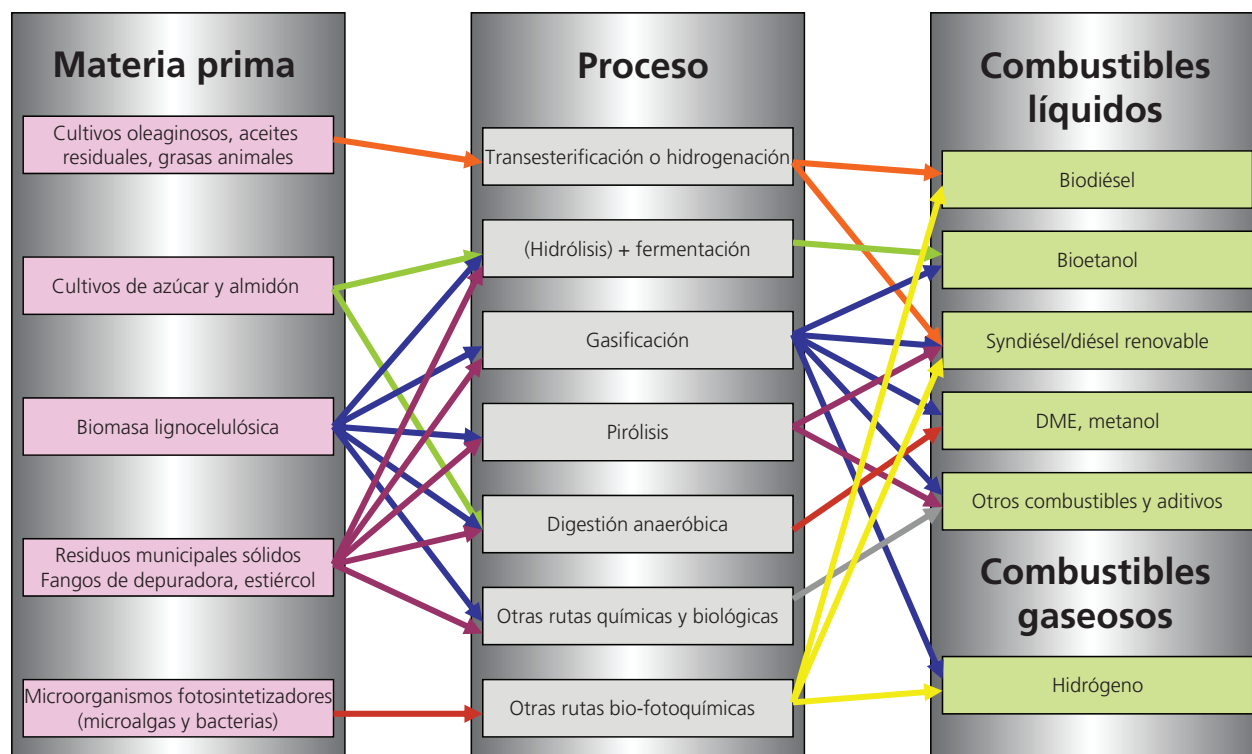 Materia prima
Cultivos oleaginosos, aceites
residuales, grasas animales
Cultivos de azúcar y almidón
Biomasa lignocelulósica
Residuos municipales sólidos
Fangos de depuradora, estiércol
Microorganismos fotosintetizadores
(microalgas y bacterias)
Proceso
Transesterificación o hidrogenación
(Hidrólisis) + fermentación
Gasificación
Pirólisis
Digestión anaeróbica
Otras rutas químicas y biológicas
Otras rutas bio-fotoquímicas
Combustibles
líquidos
Biodiésel
Bioetanol
Syndiésel/diésel renovable
DME, metanol
Otros combustibles y aditivos
Combustibles
gaseosos
Hidrógeno